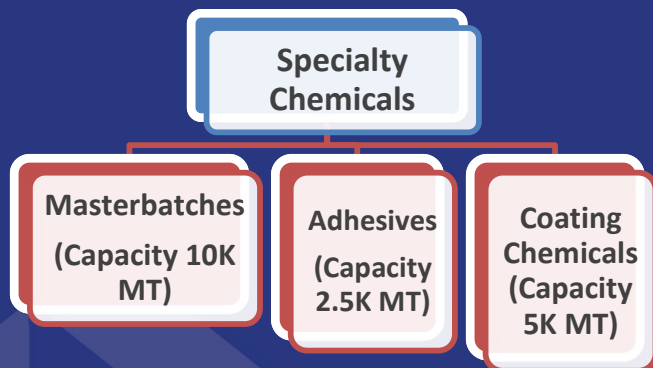 Specialty
Chemicals
Masterbatches
(Capacity 10K
MT)
Adhesives
(Capacity
2.5K MT)
Coating
Chemicals
(Capacity
5K MT)